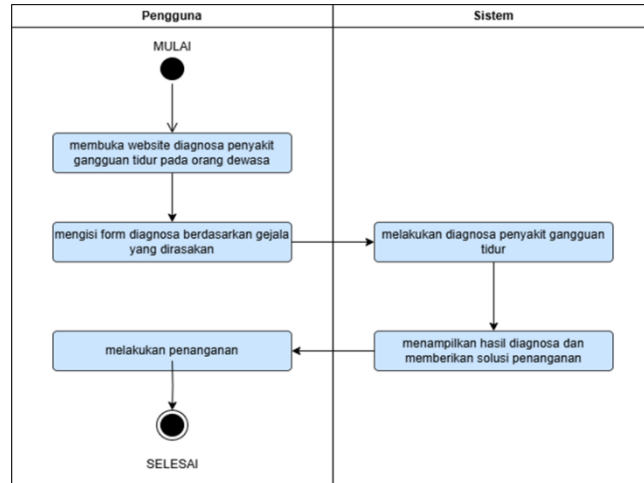 Pengguna
Sistem
MULAI
membuka website diagnosa penyakit
gangguan tidur pada orang dewasa
mengisi form diagnosa berdasarkan gejala
yang dirasakan
melakukan diagnosa penyakit gangguan
tidur
menampilkan hasil diagnosa dan
memberikan solusi penanganan
melakukan penanganan
SELESAI